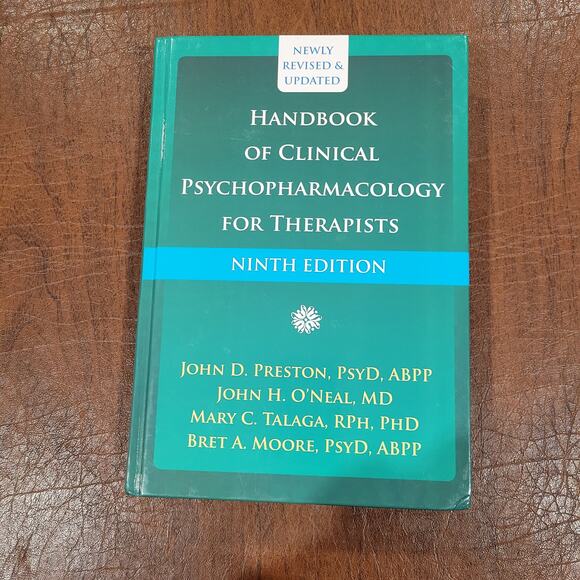 NEWLY
REVISED &
UPDATED
HANDBOOK
OF CLINICAL
PSYCHOPHARMACOLOGY
FOR THERAPISTS
NINTH EDITION
JOHN D. PRESTON, PSYD, ABPP
JOHN H. O'NEAL, MD
MARY C. TALAGA, RPH, PHD
BRET A. MOORE, PSYD, ABPP